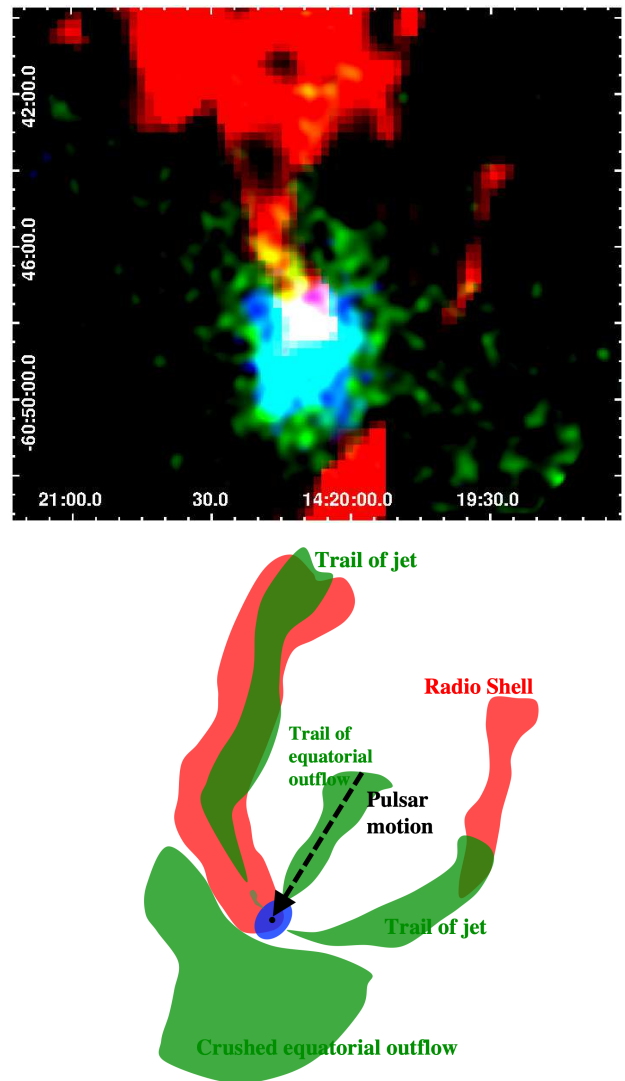 42:00.0
46:00.0
-60:50:00.0
21:00.0 30.0 14:20:00.0 19:30.0
Trail of jet
Radio Shell
Trail of
equatorial
outflow
Pulsar
motion
Trail of jet
Crushed equatorial outflow